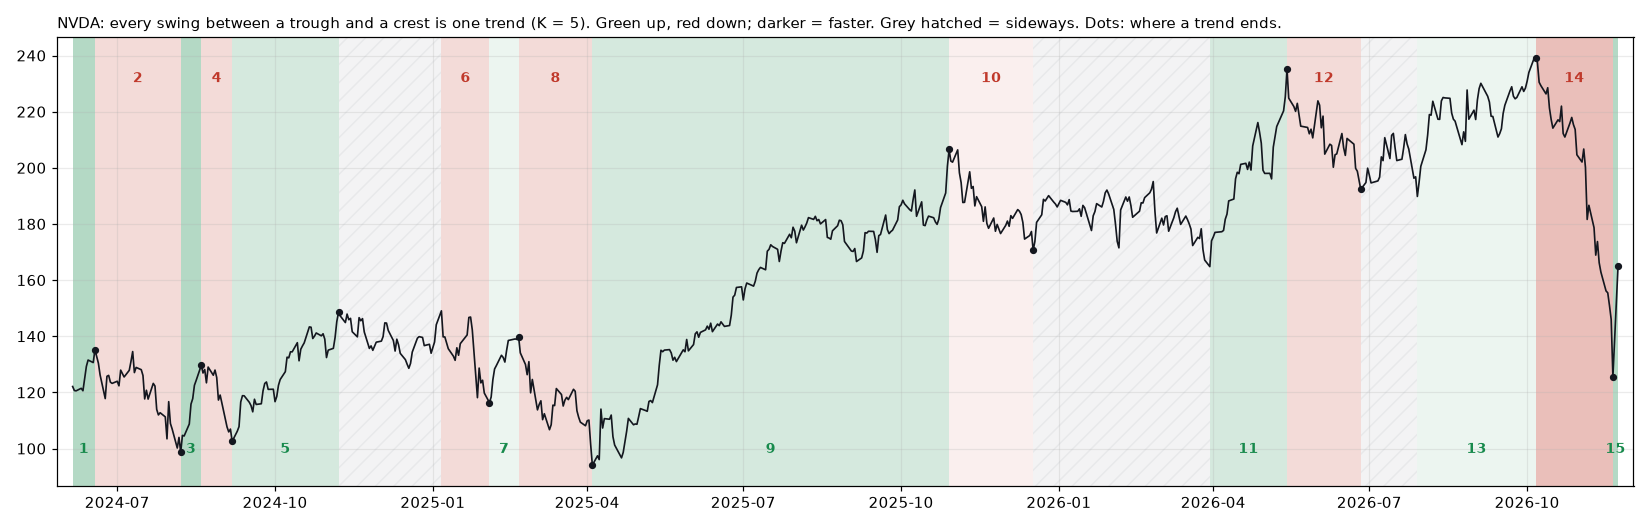 NVDA: every swing between a trough and a crest is one trend (K = 5). Green up, red down; darker = faster. Grey hatched = sideways. Dots: where a trend ends.
240
220
200
180
160
140
120
100
2 4 6 8 10 12 14
1 3 5 7 9 11 13 15
2024-07 2024-10 2025-01 2025-04 2025-07 2025-10 2026-01 2026-04 2026-07 2026-10